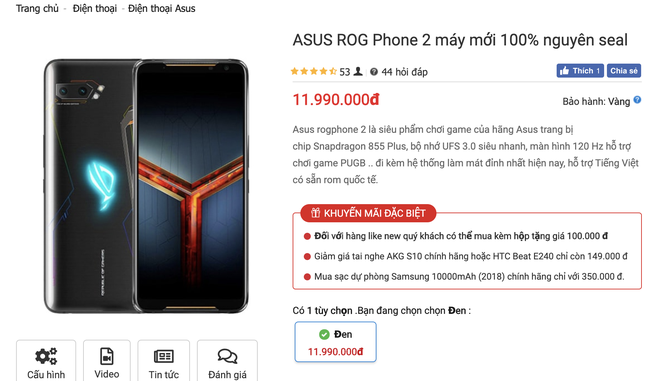 Trang chủ - Điện thoại - Điện thoại Asus
ASUS ROG Phone 2 máy mới 100% nguyên seal
53 44 hỏi đáp
Thích 1 Chia sẻ
11.990.000đ
Bảo hành: Vàng ?
Asus rogphone 2 là siêu phẩm chơi game của hãng Asus trang bị
chip Snapdragon 855 Plus, bộ nhớ UFS 3.0 siêu nhanh, màn hình 120 Hz hỗ trợ
chơi game PUGB .. đi kèm hệ thống làm mát đỉnh nhất hiện nay, hỗ trợ Tiếng Việt
có sẵn rom quốc tế.
KHUYẾN MÃI ĐẶC BIỆT
Đối với hàng like new quý khách có thể mua kèm hộp tặng giá 100.000 đ
Giảm giá tai nghe AKG S10 chính hãng hoặc HTC Beat E240 chỉ còn 149.000 đ
Mua sạc dự phòng Samsung 10000mAh (2018) chính hãng chỉ với 350.000 đ.
Có 1 tùy chọn .Bạn đang chọn chọn Đen :
Đen
11.990.000đ
Cấu hình
Video
Tin tức
Đánh giá